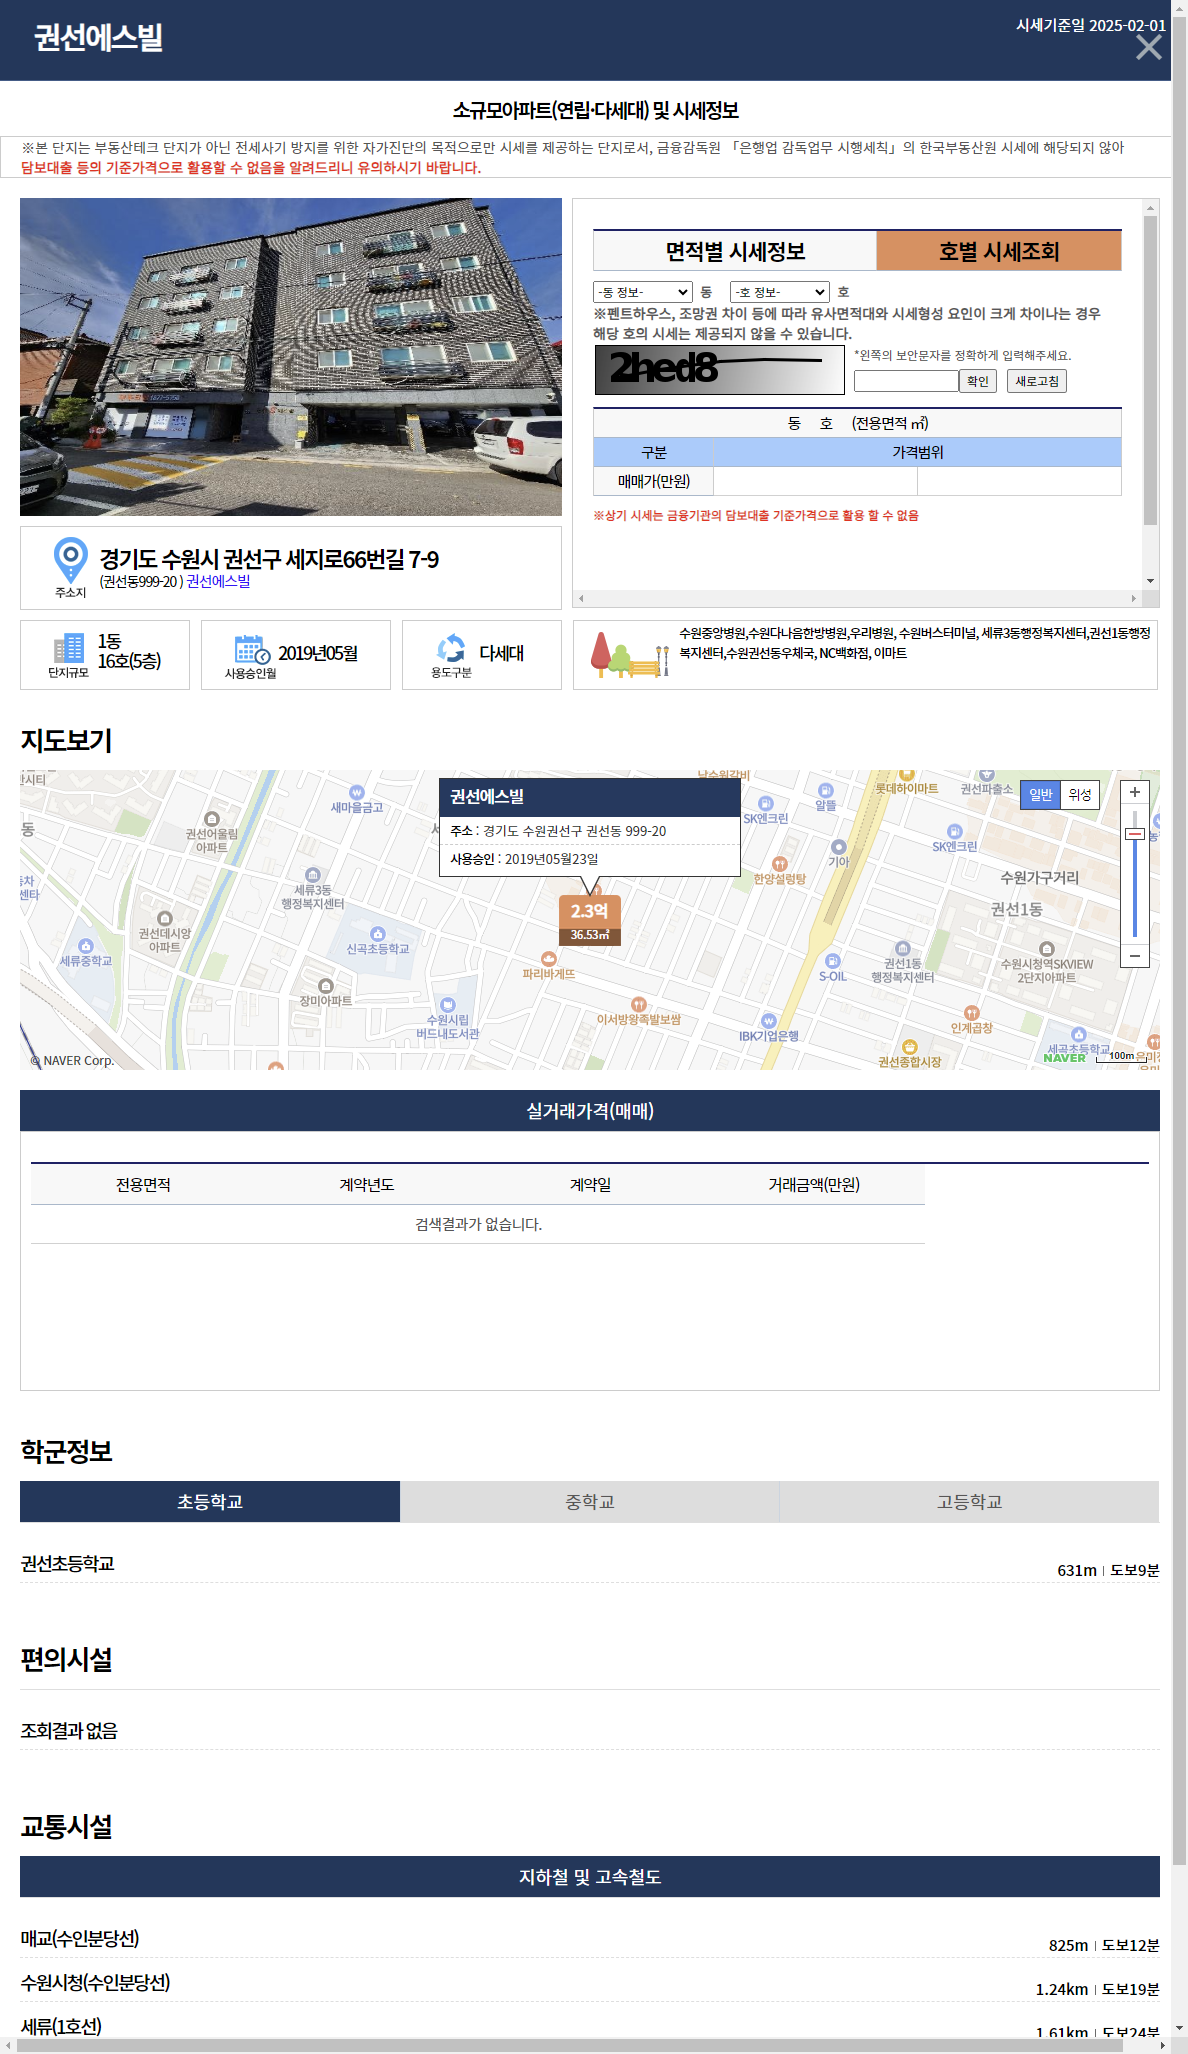 권선에스빌
시세기준일 2025-02-01
소규모아파트(연립·다세대) 및 시세정보
※본 단지는 부동산테크 단지가 아닌 전세사기 방지를 위한 자가진단의 목적으로만 시세를 제공하는 단지로서, 금융감독원 「은행업 감독업무 시행세칙」의 한국부동산원 시세에 해당되지 않아
담보대출 등의 기준가격으로 활용할 수 없음을 알려드리니 유의하시기 바랍니다.
면적별 시세정보
호별 시세조회
-동 정보- 동 -호 정보- 호
※펜트하우스, 조망권 차이 등에 따라 유사면적대와 시세형성 요인이 크게 차이나는 경우
해당 호의 시세는 제공되지 않을 수 있습니다.
2hed8
*왼쪽의 보안문자를 정확하게 입력해주세요.
확인 새로고침
동 호 (전용면적 ㎡)
구분 가격범위
매매가(만원)
※상기 시세는 금융기관의 담보대출 기준가격으로 활용 할 수 없음
주소지
경기도 수원시 권선구 세지로66번길 7-9
(권선동999-20 ) 권선에스빌
단지규모
1동
16호(5층)
사용승인월
2019년05월
용도구분
다세대
수원중앙병원,수원다나음한방병원,우리병원, 수원버스터미널, 세류3동행정복지센터,권선1동행정
복지센터,수원권선동우체국, NC백화점, 이마트
지도보기
권선에스빌
주소 : 경기도 수원권선구 권선동 999-20
사용승인 : 2019년05월23일
2.3억
36.53㎡
새마을금고
권선어울림
아파트
세류3동
행정복지센터
권선데시앙
아파트
세류중학교
신곡초등학교
장미아파트
수원시립
버드내도서관
파리바게뜨
이서방왕족발보쌈
남수원갈비
SK엔크린
알뜰
롯데하이마트
권선파출소
기아
한양설렁탕
SK엔크린
수원가구거리
권선1동
S-OIL
권선1동
행정복지센터
수원시청역SKVIEW
2단지아파트
IBK기업은행
인계곱창
권선종합시장
세곡초등학교
일반 위성
+
−
© NAVER Corp.
NAVER
100m
실거래가격(매매)
전용면적 계약년도 계약일 거래금액(만원)
검색결과가 없습니다.
학군정보
초등학교 중학교 고등학교
권선초등학교
631m | 도보9분
편의시설
조회결과 없음
교통시설
지하철 및 고속철도
매교(수인분당선)
825m | 도보12분
수원시청(수인분당선)
1.24km | 도보19분
세류(1호선)
1.61km | 도보24분